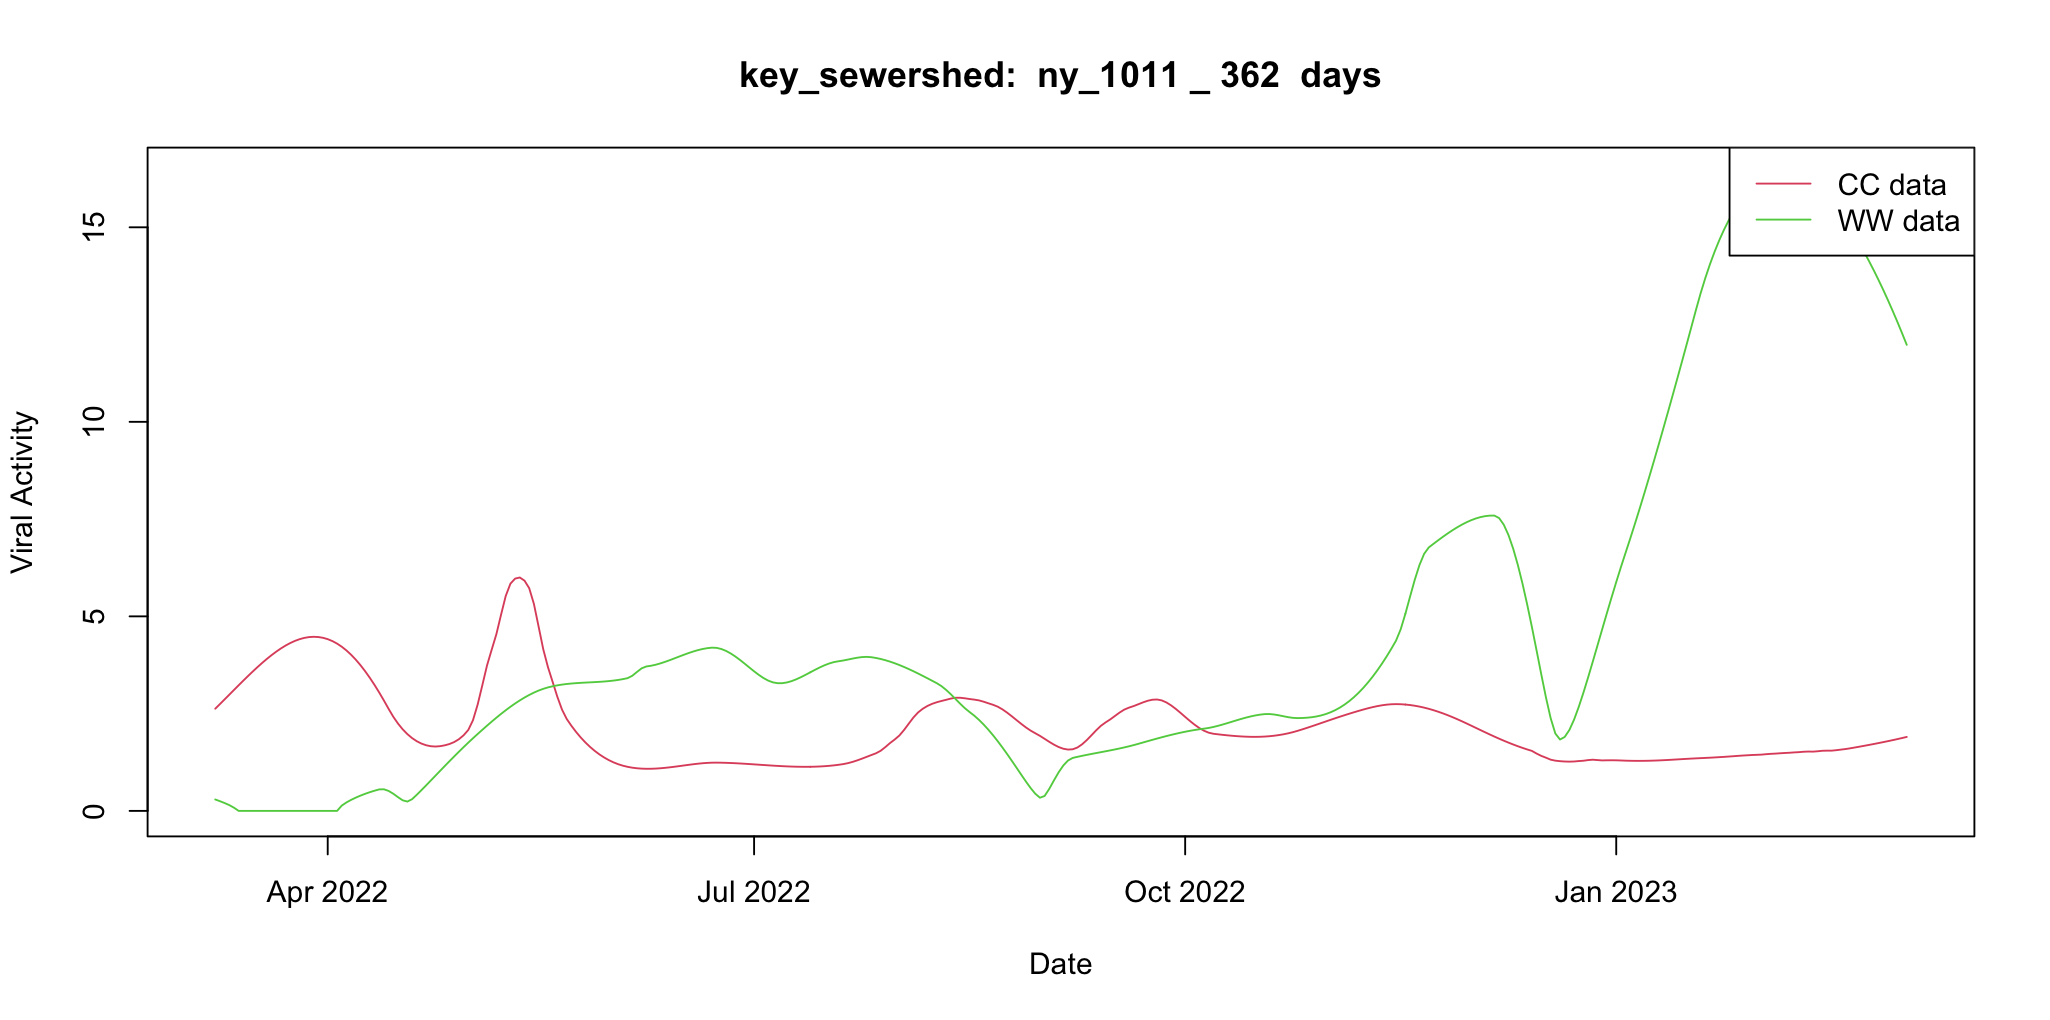 key_sewershed:  ny_1011 _ 362  days
CC data
WW data
15
10
5
0
Viral Activity
Apr 2022
Jul 2022
Oct 2022
Jan 2023
Date